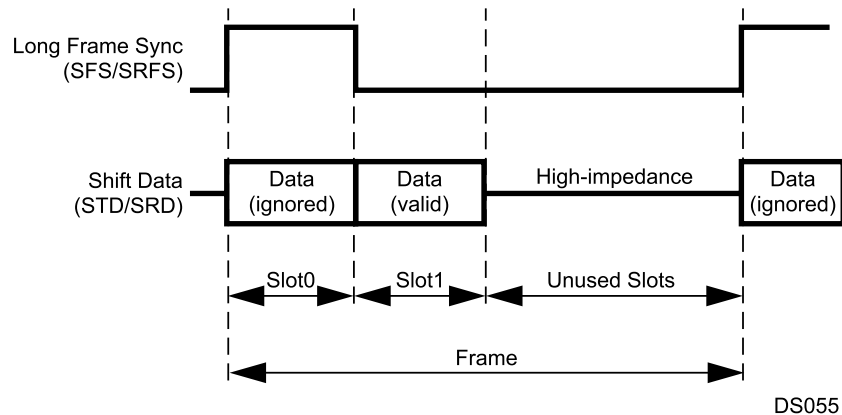 Long Frame Sync
(SFS/SRFS)
Shift Data
(STD/SRD)
Data
(ignored)
Data
(valid)
High-impedance
Data
(ignored)
Slot0
Slot1
Unused Slots
Frame
DS055